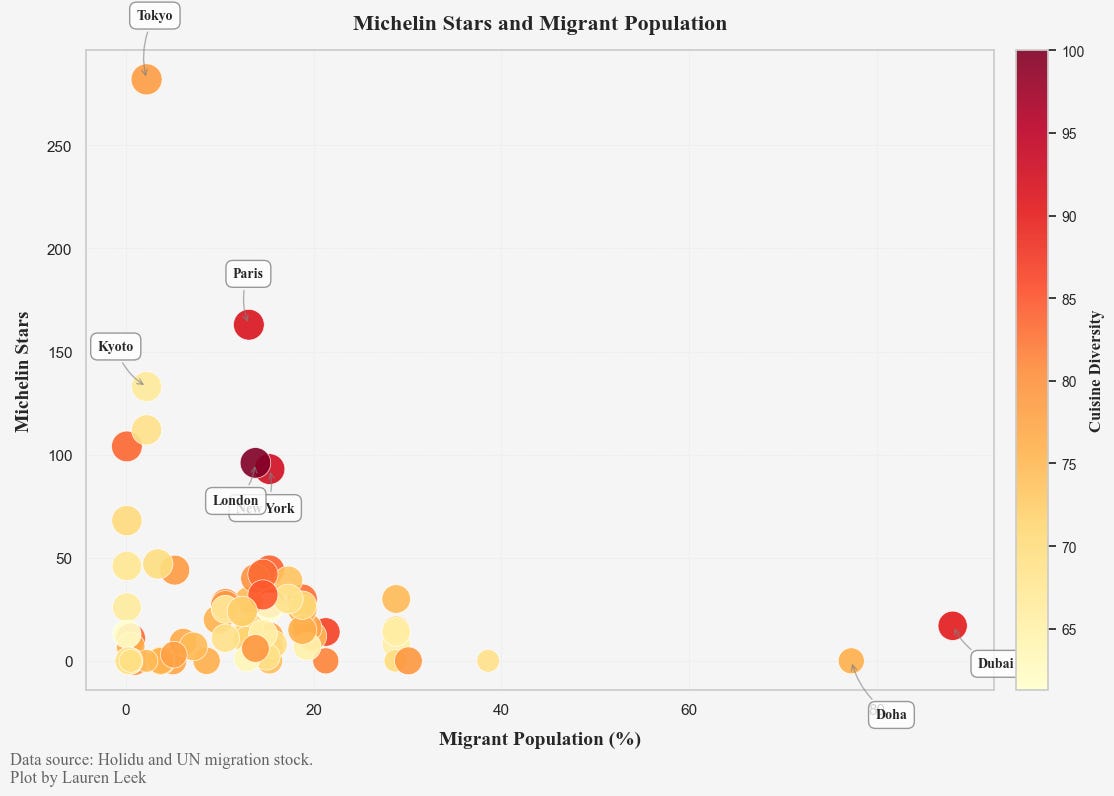 Tokyo
Michelin Stars and Migrant Population
100
95
250
90
200
Paris
85
Kyoto
150
Michelin Stars
Cuisine Diversity
80
100
75
London
New York
70
50
65
0
Dubai
Doha
0
20
40
60
80
Migrant Population (%)
Data source: Holidu and UN migration stock.
Plot by Lauren Leek